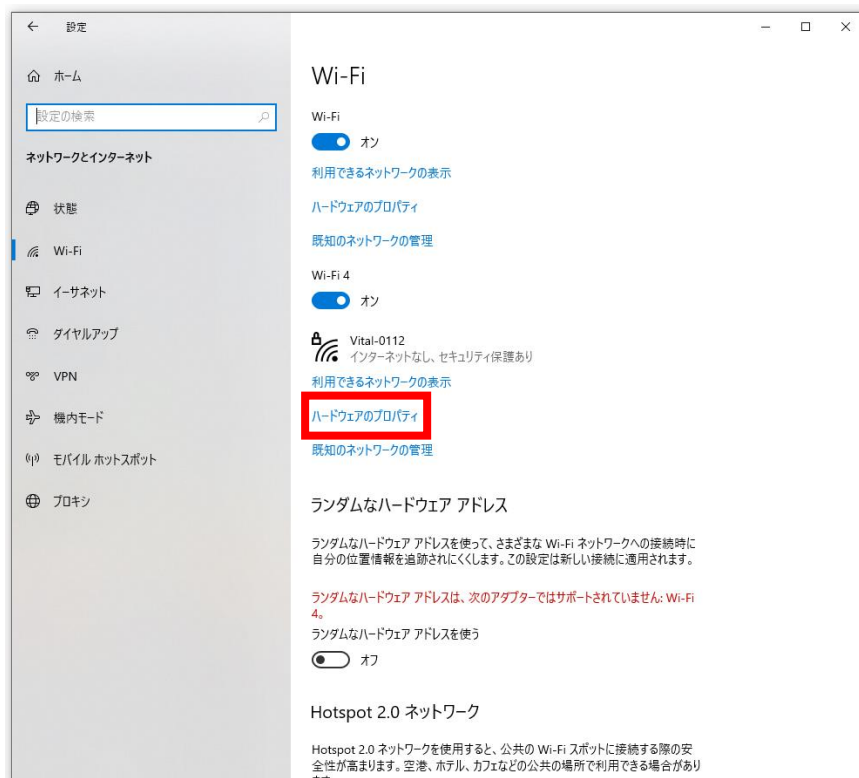 設定
ホーム
設定の検索
ネットワークとインターネット
状態
Wi-Fi
イーサネット
ダイヤルアップ
VPN
機内モード
モバイル ホットスポット
プロキシ
Wi-Fi
Wi-Fi
オン
利用できるネットワークの表示
ハードウェアのプロパティ
既知のネットワークの管理
Wi-Fi 4
オン
Vital-0112
インターネットなし、セキュリティ保護あり
利用できるネットワークの表示
ハードウェアのプロパティ
既知のネットワークの管理
ランダムなハードウェア アドレス
ランダムなハードウェア アドレスを使って、さまざまな Wi-Fi ネットワークへの接続時に
自分の位置情報を追跡されにくくします。この設定は新しい接続に適用されます。
ランダムなハードウェア アドレスは、次のアダプターではサポートされていません: Wi-Fi
4。
ランダムなハードウェア アドレスを使う
オフ
Hotspot 2.0 ネットワーク
Hotspot 2.0 ネットワークを使用すると、公共の Wi-Fi スポットに接続する際の安
全性が高まります。空港、ホテル、カフェなどの公共の場所で利用できる場合があり